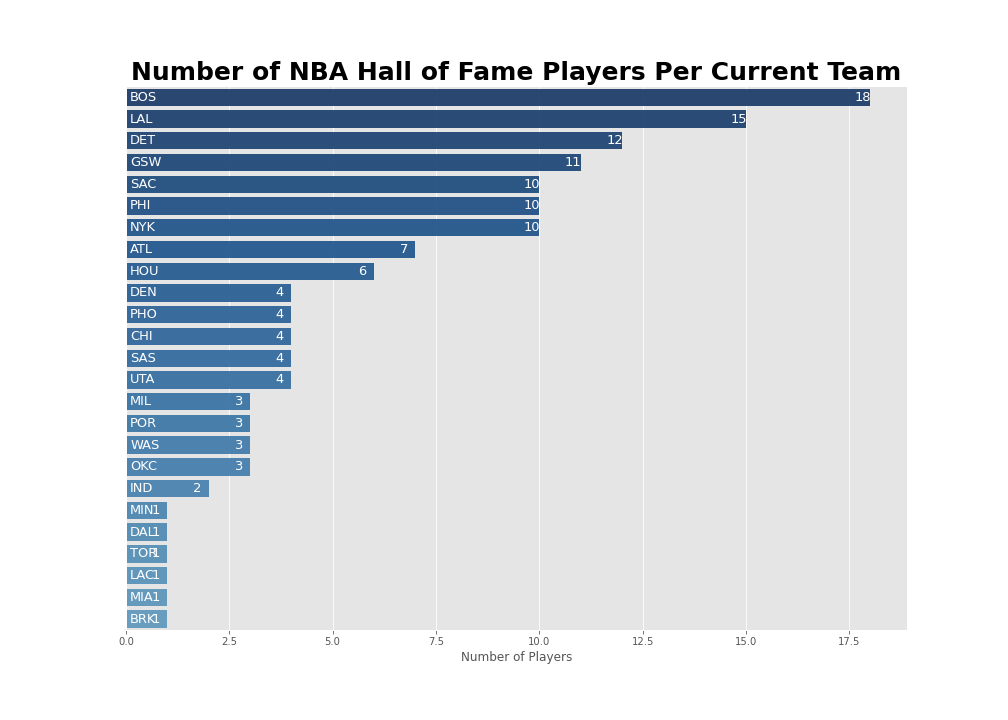 Number of NBA Hall of Fame Players Per Current Team
BOS 18
LAL 15
DET 12
GSW 11
SAC 10
PHI 10
NYK 10
ATL 7
HOU 6
DEN 4
PHO 4
CHI 4
SAS 4
UTA 4
MIL 3
POR 3
WAS 3
OKC 3
IND 2
MIN 1
DAL 1
TOR 1
LAC 1
MIA 1
BRK 1
0.0 2.5 5.0 7.5 10.0 12.5 15.0 17.5
Number of Players